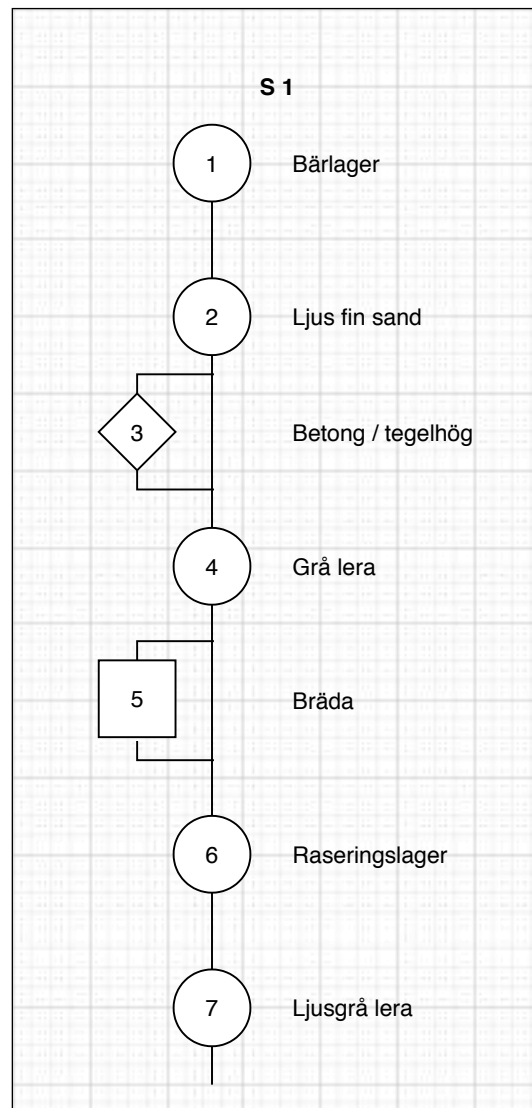 S 1
1 Bärlager
2 Ljus fin sand
3 Betong / tegelhög
4 Grå lera
5 Bräda
6 Raseringslager
7 Ljusgrå lera